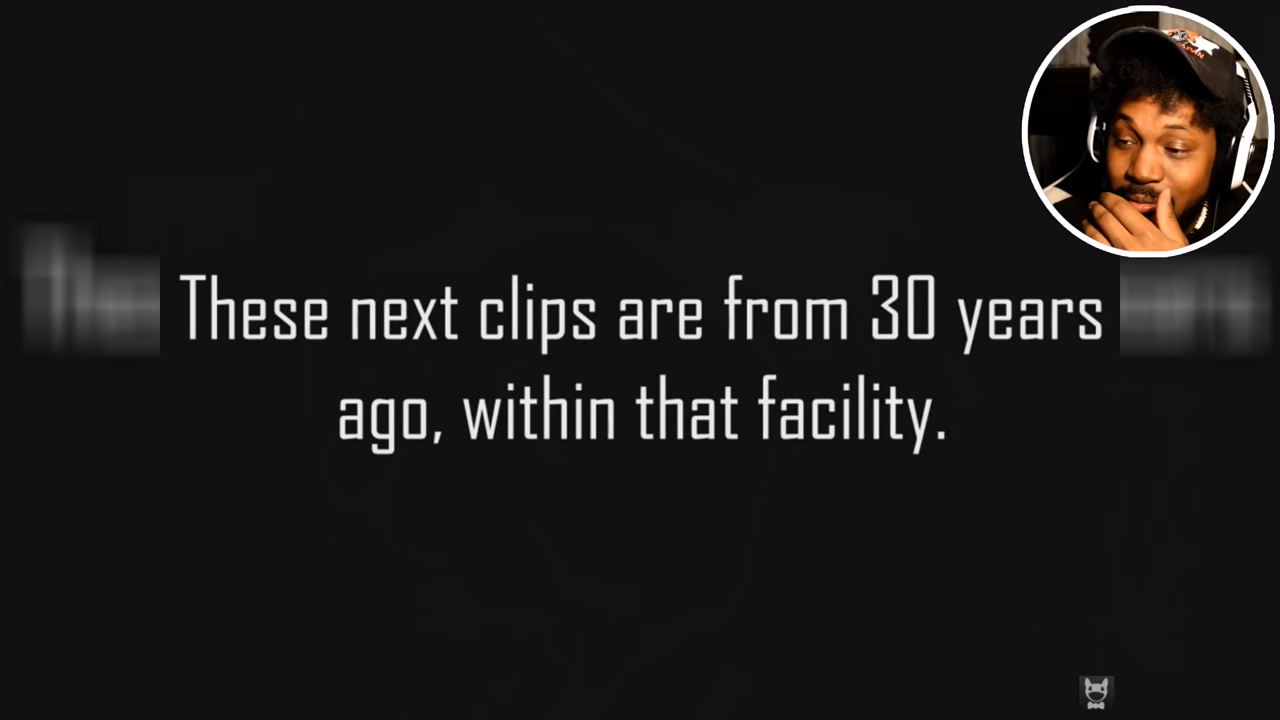 These next clips are from 30 years
ago, within that facility.